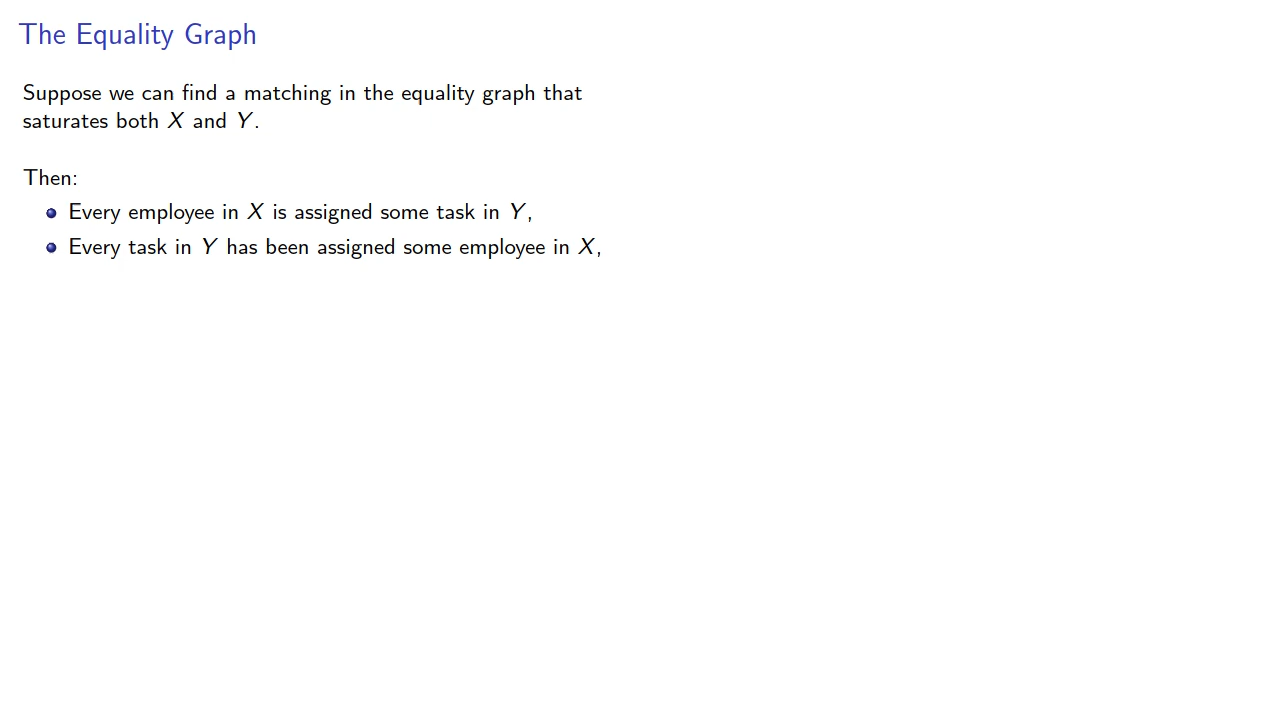 The Equality Graph
Suppose we can find a matching in the equality graph that
saturates both X and Y.
Then:
Every employee in X is assigned some task in Y,
Every task in Y has been assigned some employee in X,